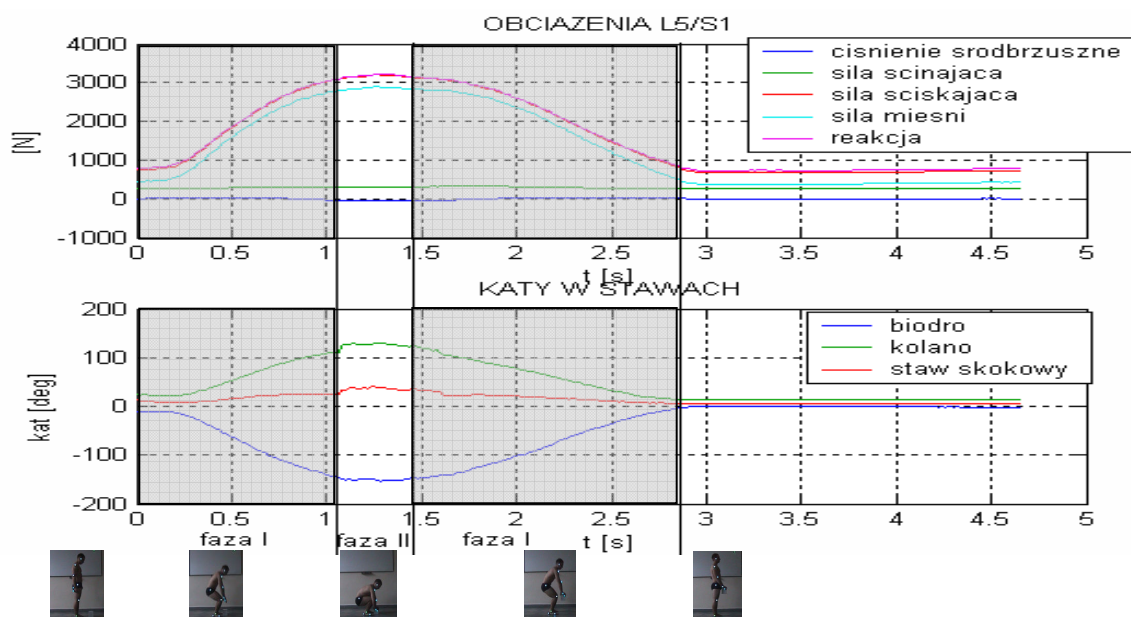 OBCIAZENIA L5/S1
4000
3000
2000
1000
0
-1000
[N]
cisnienie srodbrzuszne
sila scinajaca
sila sciskajaca
sila miesni
reakcja
0 0.5 1 1.5 2 2.5 3 3.5 4 4.5 5
t [s]
KATY W STAWACH
200
100
0
-100
-200
kat [deg]
biodro
kolano
staw skokowy
0 0.5 1 1.5 2 2.5 3 3.5 4 4.5 5
faza I faza II faza I t [s]